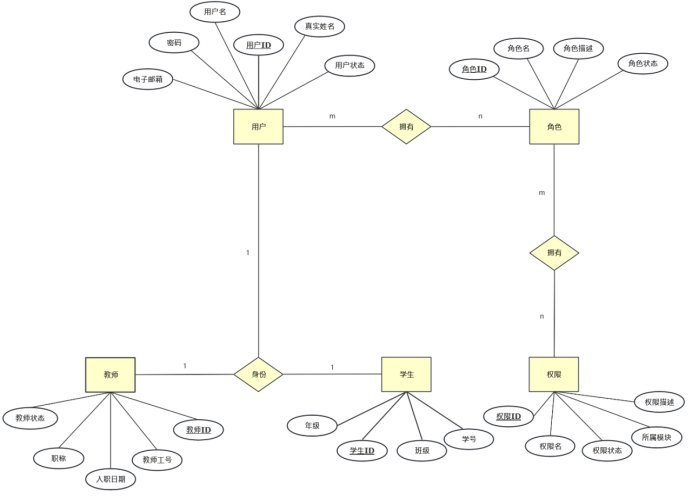 用户名
真实姓名
密码
用户ID
电子邮箱
用户状态
角色名
角色描述
角色ID
角色状态
用户
m
拥有
n
角色
m
1
拥有
n
教师
1
身份
1
学生
权限
教师状态
教师ID
职称
教师工号
入职日期
年级
学生ID
班级
学号
权限ID
权限描述
权限名
权限状态
所属模块